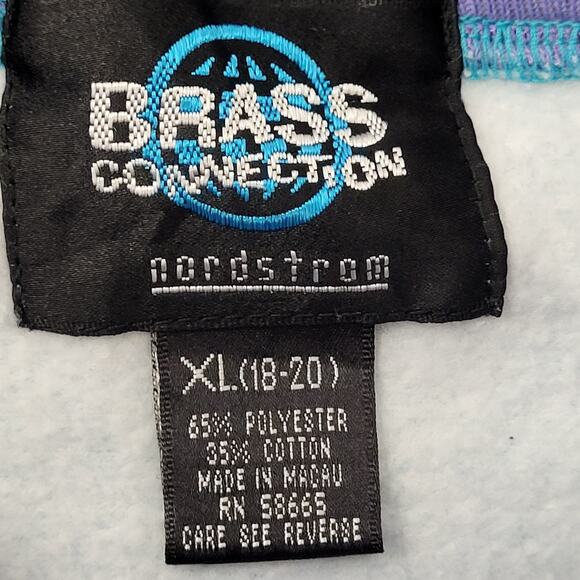 BRASS
CONNECTION
nordstrom
XL(18-20)
65% POLYESTER
35% COTTON
MADE IN MACAU
RN 58665
CARE SEE REVERSE